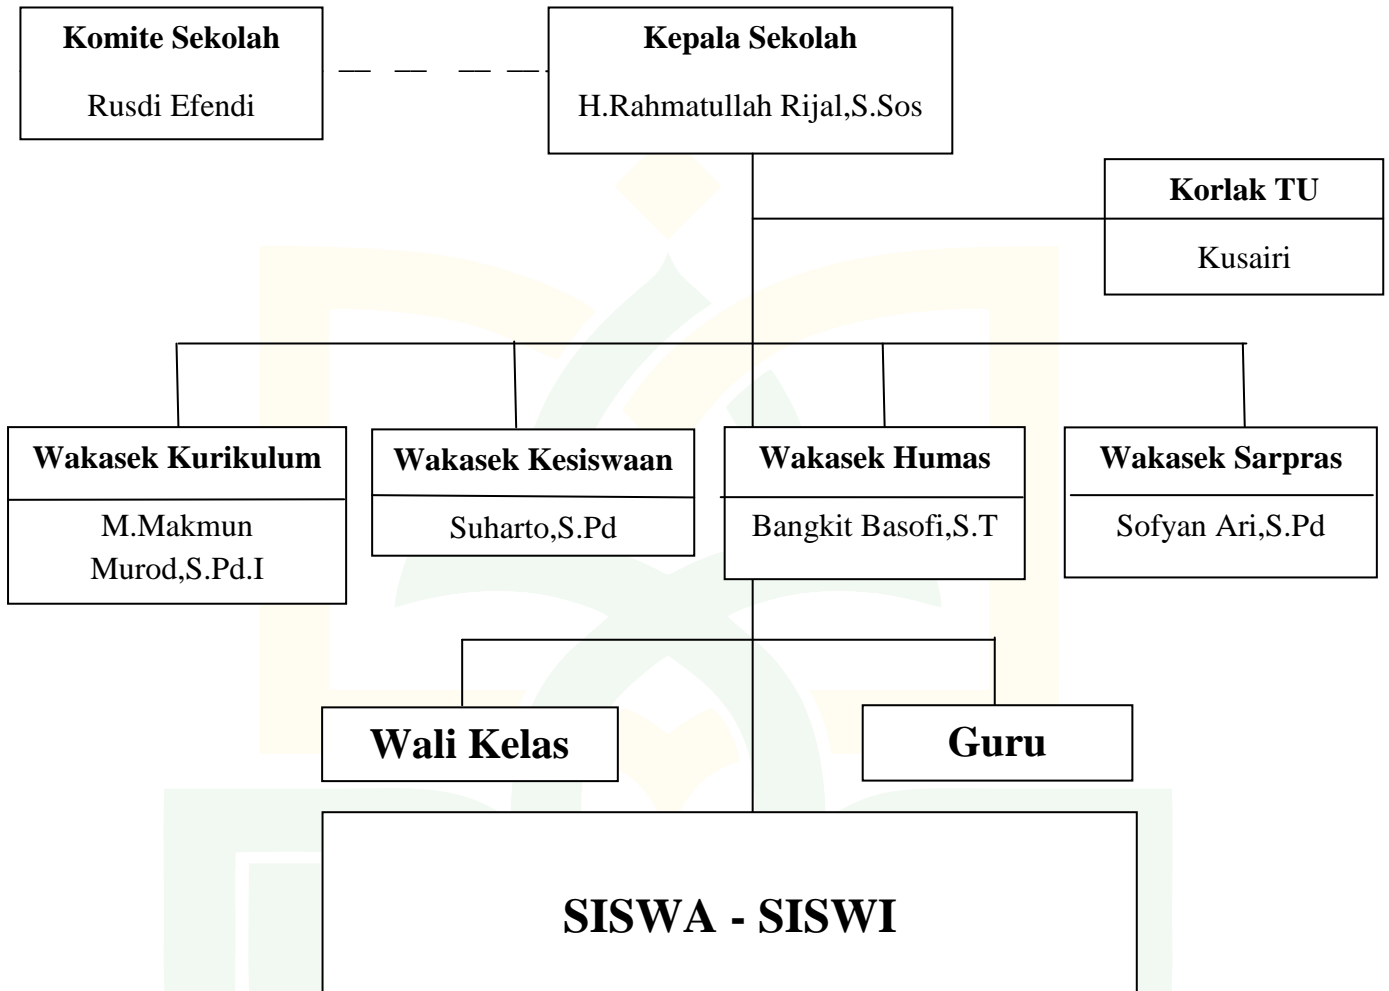 Komite Sekolah
Rusdi Efendi
Kepala Sekolah
H.Rahmatullah Rijal,S.Sos
Korlak TU
Kusairi
Wakasek Kurikulum
M.Makmun
Murod,S.Pd.I
Wakasek Kesiswaan
Suharto,S.Pd
Wakasek Humas
Bangkit Basofi,S.T
Wakasek Sarpras
Sofyan Ari,S.Pd
Wali Kelas
Guru
SISWA - SISWI